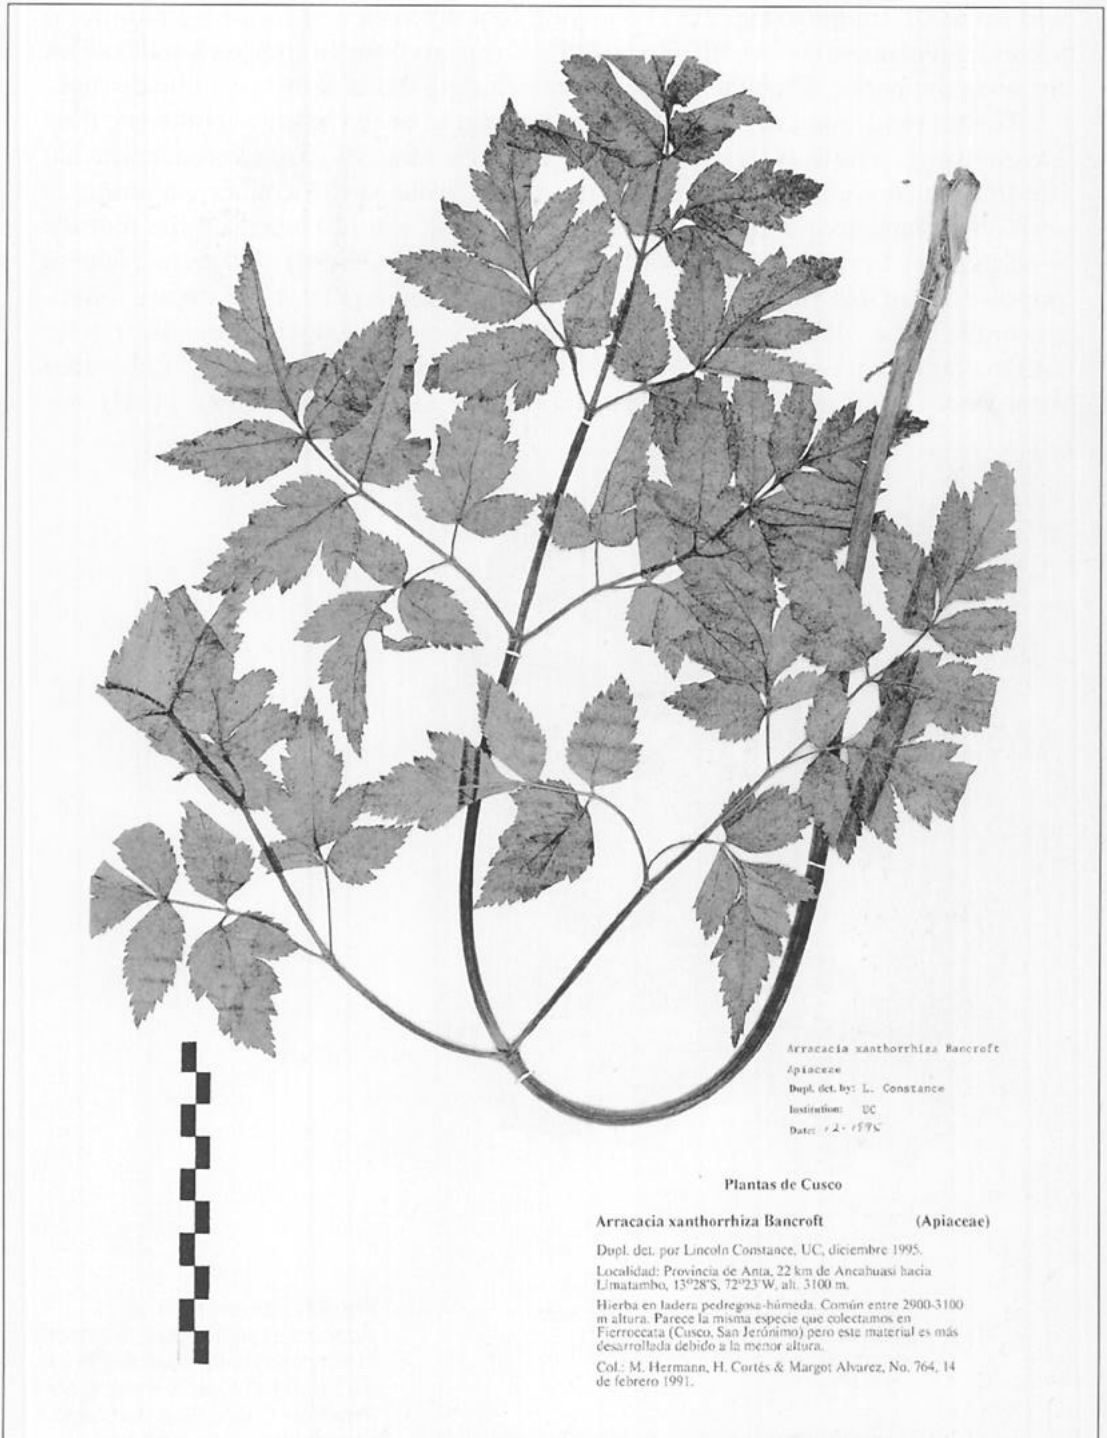 Arracacia xanthorrhiza Bancroft
Apiaceae
Dupl. det. by: L. Constance
Institution: UC
Date: 12-1995
Plantas de Cusco
Arracacia xanthorrhiza Bancroft (Apiaceae)
Dupl. det. por Lincoln Constance, UC, diciembre 1995.
Localidad: Provincia de Anta, 22 km de Ancahuasi hacia
Limatambo, 13°28'S, 72°23'W, alt. 3100 m.
Hierba en ladera pedregosa-húmeda. Común entre 2900-3100
m altura. Parece la misma especie que colectamos en
Fierroccata (Cusco, San Jerónimo) pero este material es más
desarrollada debido a la menor altura.
Col.: M. Hermann, H. Cortés & Margot Alvarez, No. 764, 14
de febrero 1991.